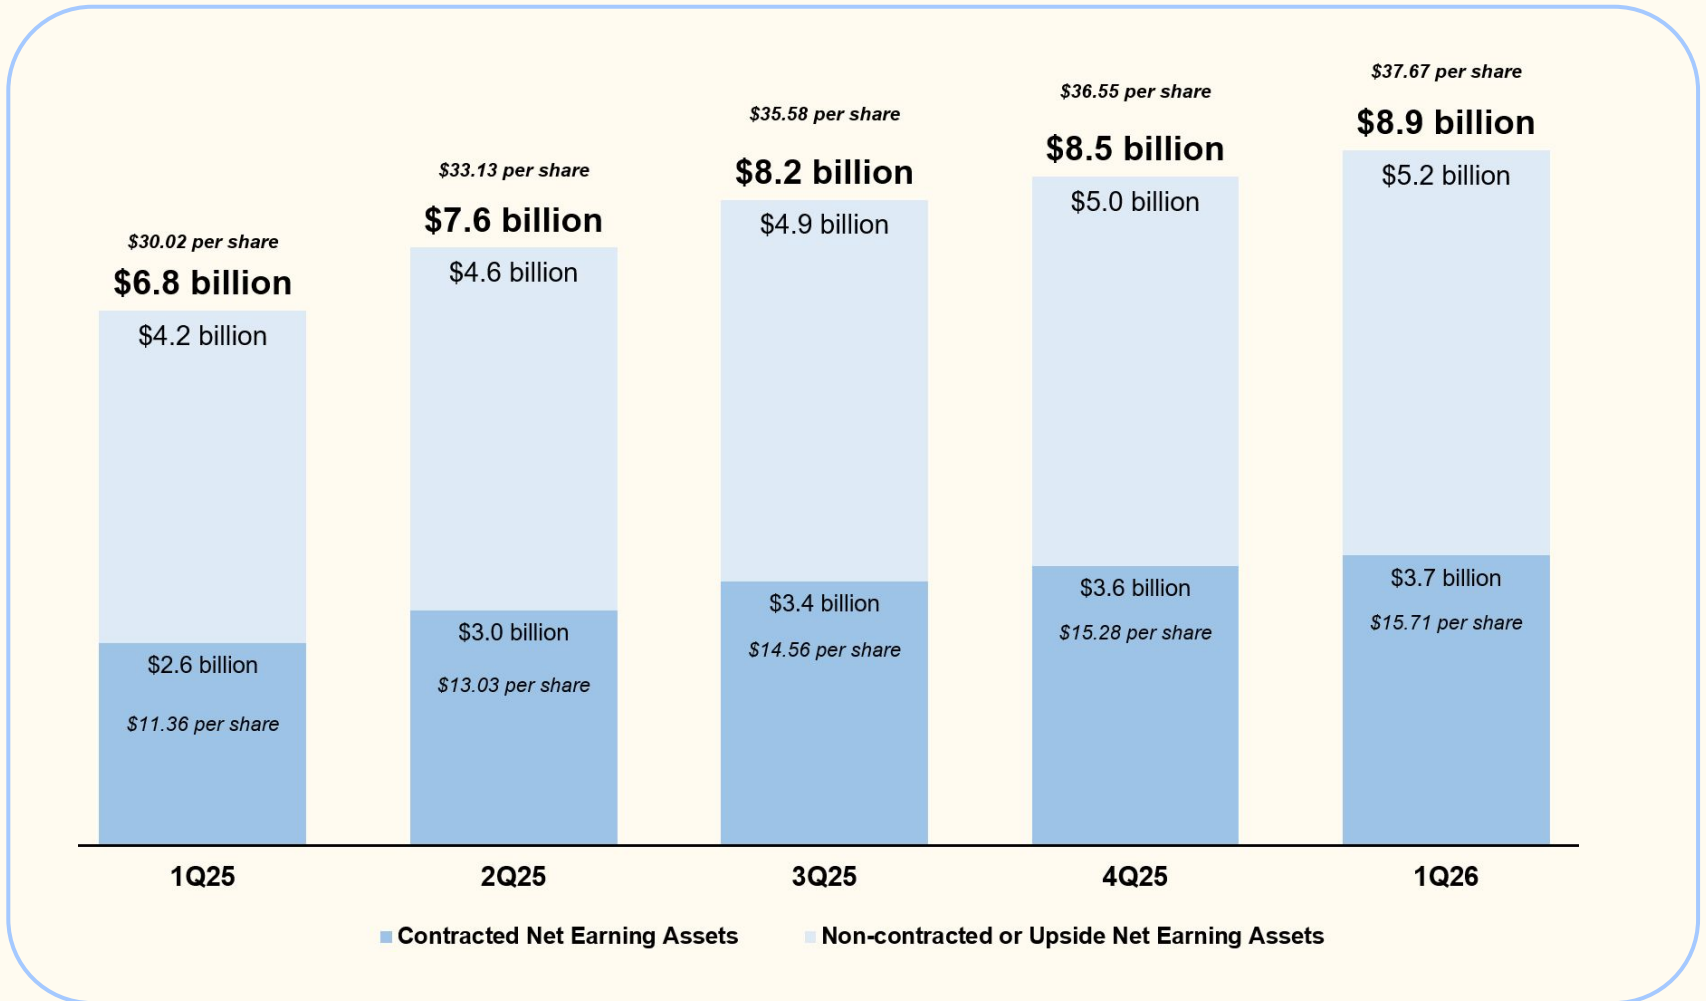 $30.02 per share
$6.8 billion
$4.2 billion
$2.6 billion
$11.36 per share
$33.13 per share
$7.6 billion
$4.6 billion
$3.0 billion
$13.03 per share
$35.58 per share
$8.2 billion
$4.9 billion
$3.4 billion
$14.56 per share
$36.55 per share
$8.5 billion
$5.0 billion
$3.6 billion
$15.28 per share
$37.67 per share
$8.9 billion
$5.2 billion
$3.7 billion
$15.71 per share
1Q25
2Q25
3Q25
4Q25
1Q26
Contracted Net Earning Assets
Non-contracted or Upside Net Earning Assets